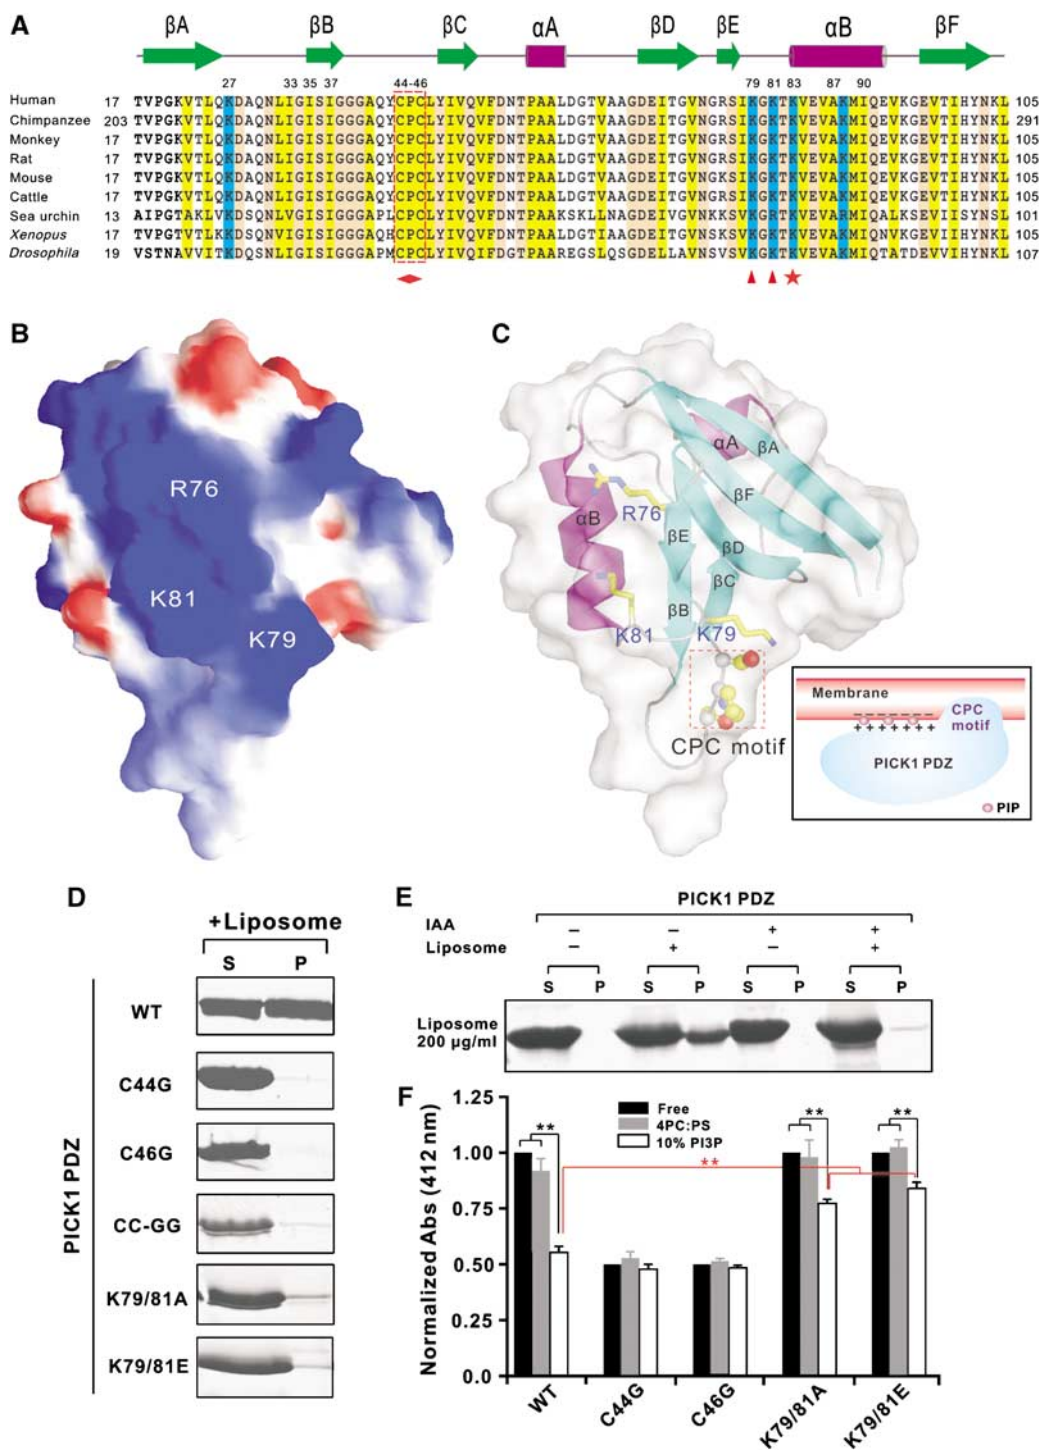 A
βA βB βC αA βD βE αB βF
27 33 35 37 44-46 79 81 83 87 90
Human 17 TVPGKVTLQKDAQNLIGISIGGGAQYCPCLYIVQVFDNTPAALDGTVAAGDEITGVNGRSIKGKTKVEVAKMIQEVKGEVTIHYNKL 105
Chimpanzee 203 TVPGKVTLQKDAQNLIGISIGGGAQYCPCLYIVQVFDNTPAALDGTVAAGDEITGVNGRSIKGKTKVEVAKMIQEVKGEVTIHYNKL 291
Monkey 17 TVPGKVTLQKDAQNLIGISIGGGAQYCPCLYIVQVFDNTPAALDGTVAAGDEITGVNGRSIKGKTKVEVAKMIQEVKGEVTIHYNKL 105
Rat 17 TVPGKVTLQKDAQNLIGISIGGGAQYCPCLYIVQVFDNTPAALDGTVAAGDEITGVNGRSIKGKTKVEVAKMIQEVKGEVTIHYNKL 105
Mouse 17 TVPGKVTLQKDAQNLIGISIGGGAQYCPCLYIVQVFDNTPAALDGTVAAGDEITGVNGRSIKGKTKVEVAKMIQEVKGEVTIHYNKL 105
Cattle 17 TVPGKVTLQKDAQNLIGISIGGGAQYCPCLYIVQVFDNTPAALDGTVAAGDEITGVNGRSIKGKTKVEVAKMIQEVKGEVTIHYNKL 105
Sea urchin 13 AIPGTAKLVKDSQNLVGISIGGGAPLCPCLYIVQVFDNTPAAKSKLLNAGDEIVGVNKKSVKGKTKVEVARMIQALKSEVIIHYNKL 101
Xenopus 17 TVPGTVTLKKDSQNVIGISIGGGAQHCPCLYIVQVFDNTPAALDGTVAAGDEITGVNGKSVKGKTKVEVAKMIQVVKGEVTIHYNKL 105
Drosophila 19 VSTNAVVITKDQSNLIGISIGGGAPMCPCLYIVQIFDGTPAAREGSLQSGDELLAVNSVSVKGKTKVEVAKMIQTATDEVVIHYNKL 107
B
R76
K81
K79
C
αA βA
βF
R76 αB
βE
βD
βC
βB
K81 K79
CPC motif
Membrane
CPC
motif
– – – – – – –
+ + + + + + +
PICK1 PDZ
PIP
D
+Liposome
S P
PICK1 PDZ
WT
C44G
C46G
CC-GG
K79/81A
K79/81E
E
PICK1 PDZ
IAA – – + +
Liposome – + – +
S P S P S P S P
Liposome
200 µg/ml
F
Normalized Abs (412 nm)
1.25
1.00
0.75
0.50
0.25
0.0
Free
4PC:PS
10% PI3P
** ** ** **
WT C44G C46G K79/81A K79/81E